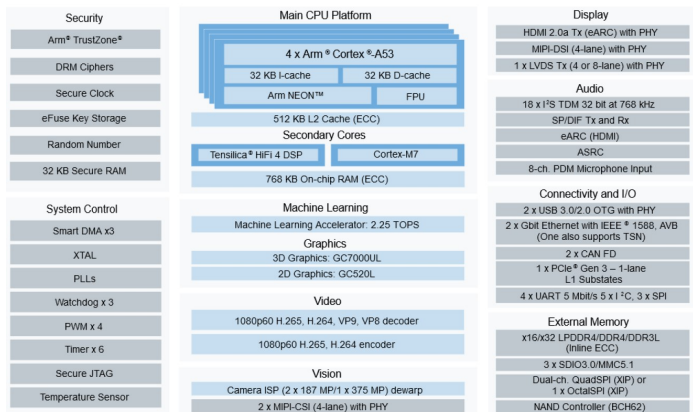 Security
Arm® TrustZone®
DRM Ciphers
Secure Clock
eFuse Key Storage
Random Number
32 KB Secure RAM
System Control
Smart DMA x3
XTAL
PLLs
Watchdog x 3
PWM x 4
Timer x 6
Secure JTAG
Temperature Sensor
Main CPU Platform
4 x Arm® Cortex®-A53
32 KB I-cache
32 KB D-cache
Arm NEON™
FPU
512 KB L2 Cache (ECC)
Secondary Cores
Tensilica® HiFi 4 DSP
Cortex-M7
768 KB On-chip RAM (ECC)
Machine Learning
Machine Learning Accelerator: 2.25 TOPS
Graphics
3D Graphics: GC7000UL
2D Graphics: GC520L
Video
1080p60 H.265, H.264, VP9, VP8 decoder
1080p60 H.265, H.264 encoder
Vision
Camera ISP (2 x 187 MP/1 x 375 MP) dewarp
2 x MIPI-CSI (4-lane) with PHY
Display
HDMI 2.0a Tx (eARC) with PHY
MIPI-DSI (4-lane) with PHY
1 x LVDS Tx (4 or 8-lane) with PHY
Audio
18 x I²S TDM 32 bit at 768 kHz
SP/DIF Tx and Rx
eARC (HDMI)
ASRC
8-ch. PDM Microphone Input
Connectivity and I/O
2 x USB 3.0/2.0 OTG with PHY
2 x Gbit Ethernet with IEEE® 1588, AVB
(One also supports TSN)
2 x CAN FD
1 x PCIe® Gen 3 – 1-lane
L1 Substates
4 x UART 5 Mbit/s 5 x I²C, 3 x SPI
External Memory
x16/x32 LPDDR4/DDR4/DDR3L
(Inline ECC)
3 x SDIO3.0/MMC5.1
Dual-ch. QuadSPI (XIP) or
1 x OctalSPI (XIP)
NAND Controller (BCH62)